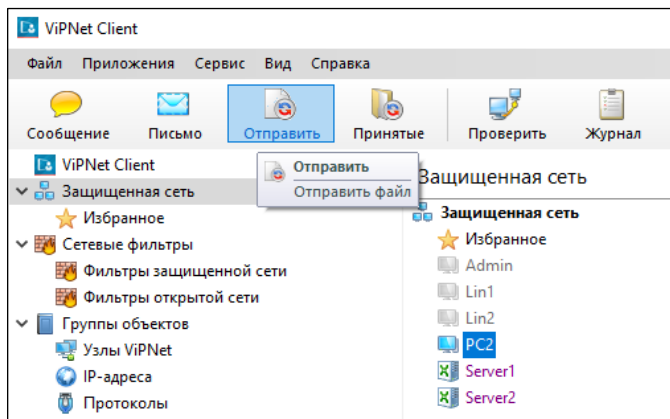 ViPNet Client
Файл Приложения Сервис Вид Справка
Сообщение Письмо Отправить Принятые Проверить Журнал
Отправить
Отправить файл
ViPNet Client
Защищенная сеть
Избранное
Сетевые фильтры
Фильтры защищенной сети
Фильтры открытой сети
Группы объектов
Узлы ViPNet
IP-адреса
Протоколы
Защищенная сеть
Защищенная сеть
Избранное
Admin
Lin1
Lin2
PC2
Server1
Server2